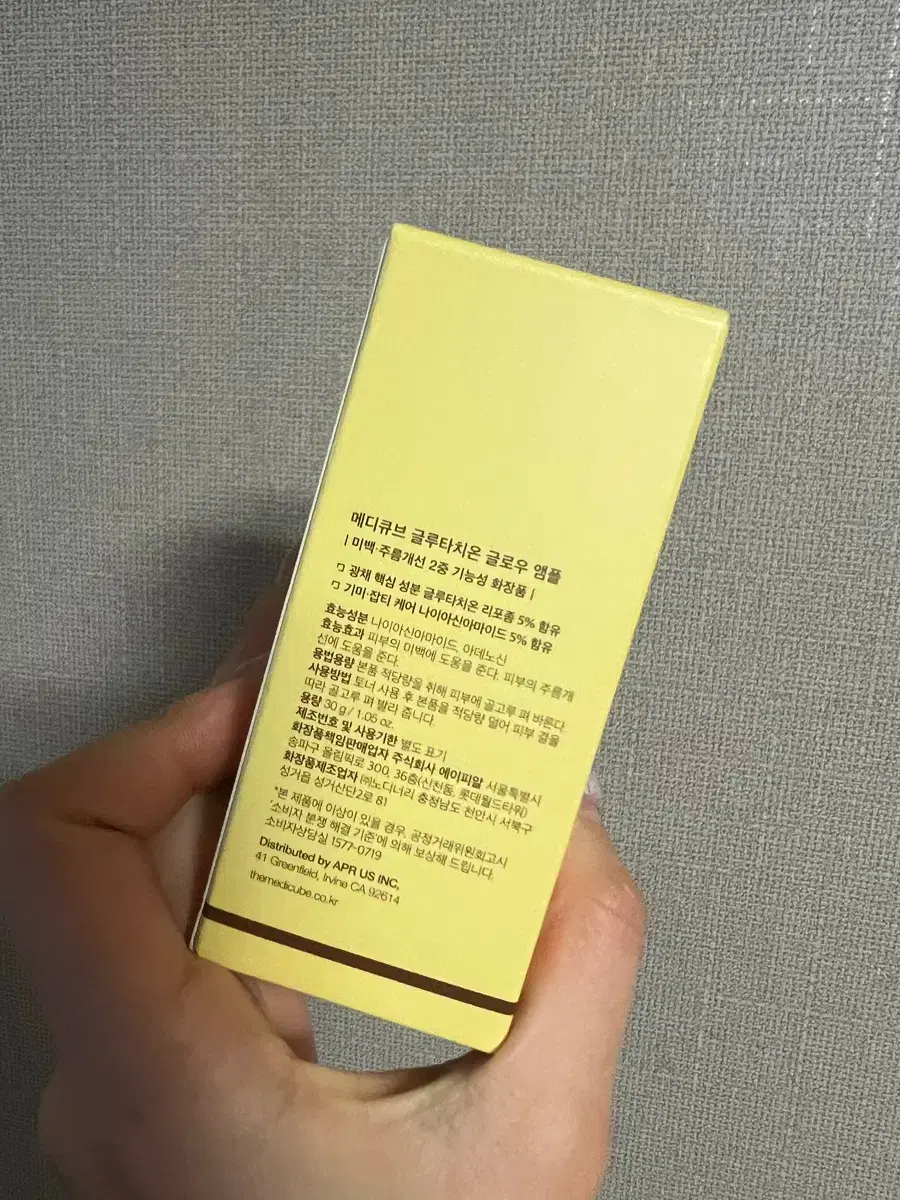 메디큐브 글루타치온 글로우 앰플
| 미백·주름개선 2중 기능성 화장품 |
광채 핵심 성분 글루타치온 리포좀 5% 함유
기미·잡티 케어 나이아신아마이드 5% 함유
효능성분 나이아신아마이드, 아데노신
효능효과 피부의 미백에 도움을 준다. 피부의 주름개
선에 도움을 준다.
용법용량 본품 적당량을 취해 피부에 골고루 펴 바른다.
사용방법 토너 사용 후 본품을 적당량 덜어 피부 결을
따라 골고루 펴 발라 줍니다.
용량 30 g / 1.05 oz.
제조번호 및 사용기한 별도 표기
화장품책임판매업자 주식회사 에이피알 서울특별시
송파구 올림픽로 300, 36층(신천동, 롯데월드타워)
화장품제조업자 ㈜노디너리 충청남도 천안시 서북구
성거읍 성거산단2로 81
*본 제품에 이상이 있을 경우, 공정거래위원회고시
'소비자 분쟁 해결 기준'에 의해 보상해 드립니다.
소비자상담실 1577-0719
Distributed by APR US INC,
41 Greenfield, Irvine CA 92614
themedicube.co.kr